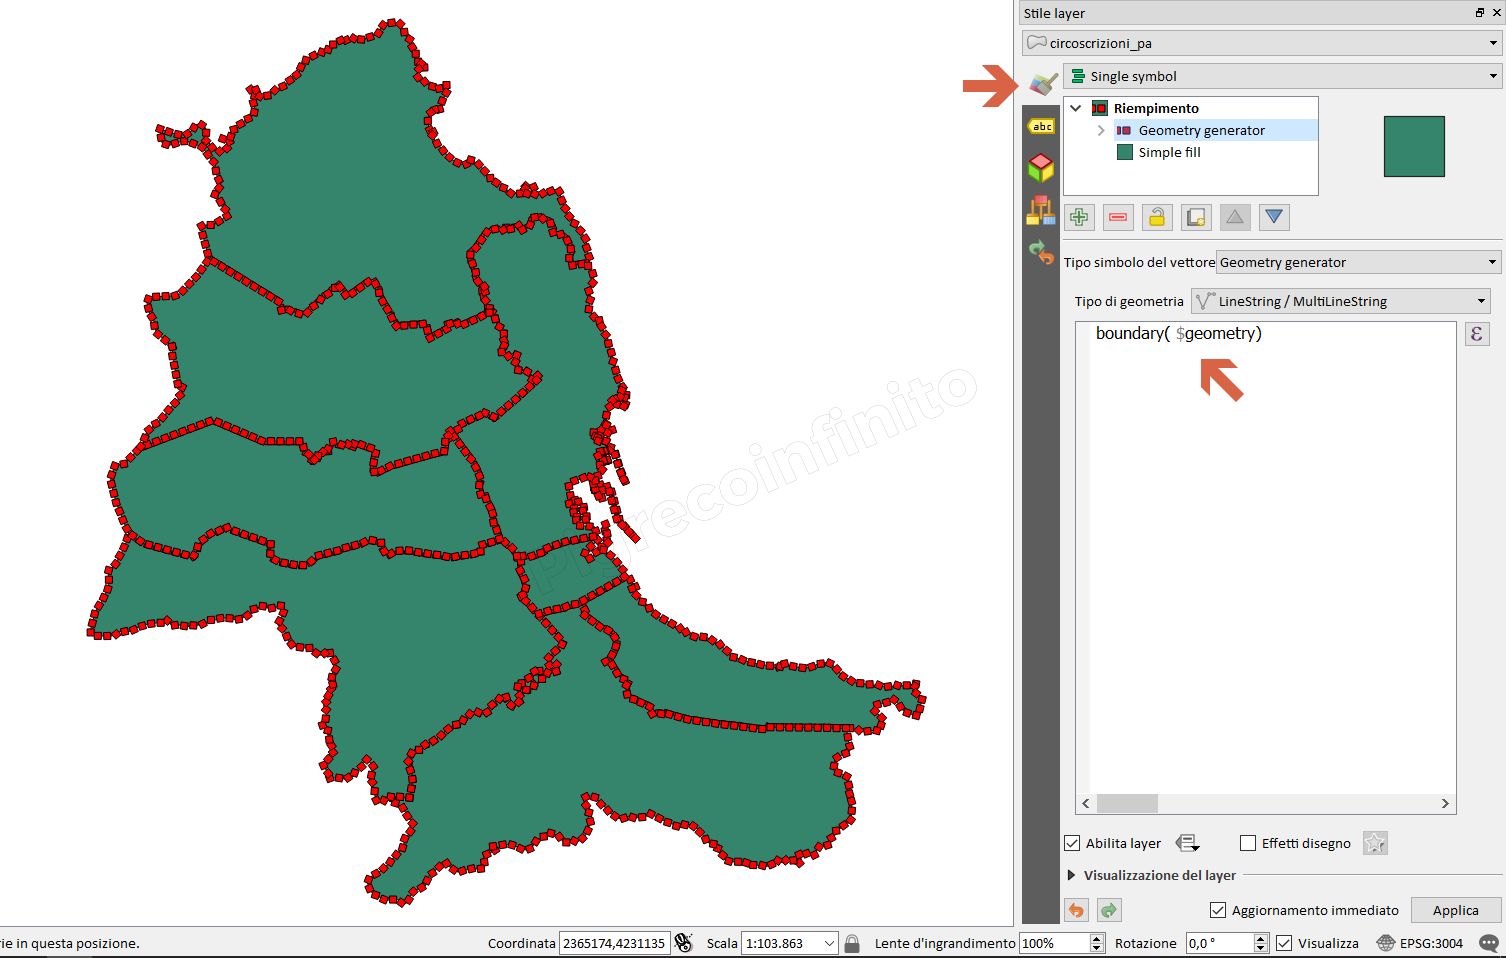 Stile layer
circoscrizioni_pa
Single symbol
abc
Riempimento
Geometry generator
Simple fill
Tipo simbolo del vettore Geometry generator
Tipo di geometria LineString / MultiLineString
boundary( $geometry)
ε
Pigrecoinfinito
Abilita layer Effetti disegno
Visualizzazione del layer
Aggiornamento immediato Applica
rie in questa posizione. Coordinata 2365174,4231135 Scala 1:103.863 Lente d'ingrandimento 100% Rotazione 0,0 ° Visualizza EPSG:3004